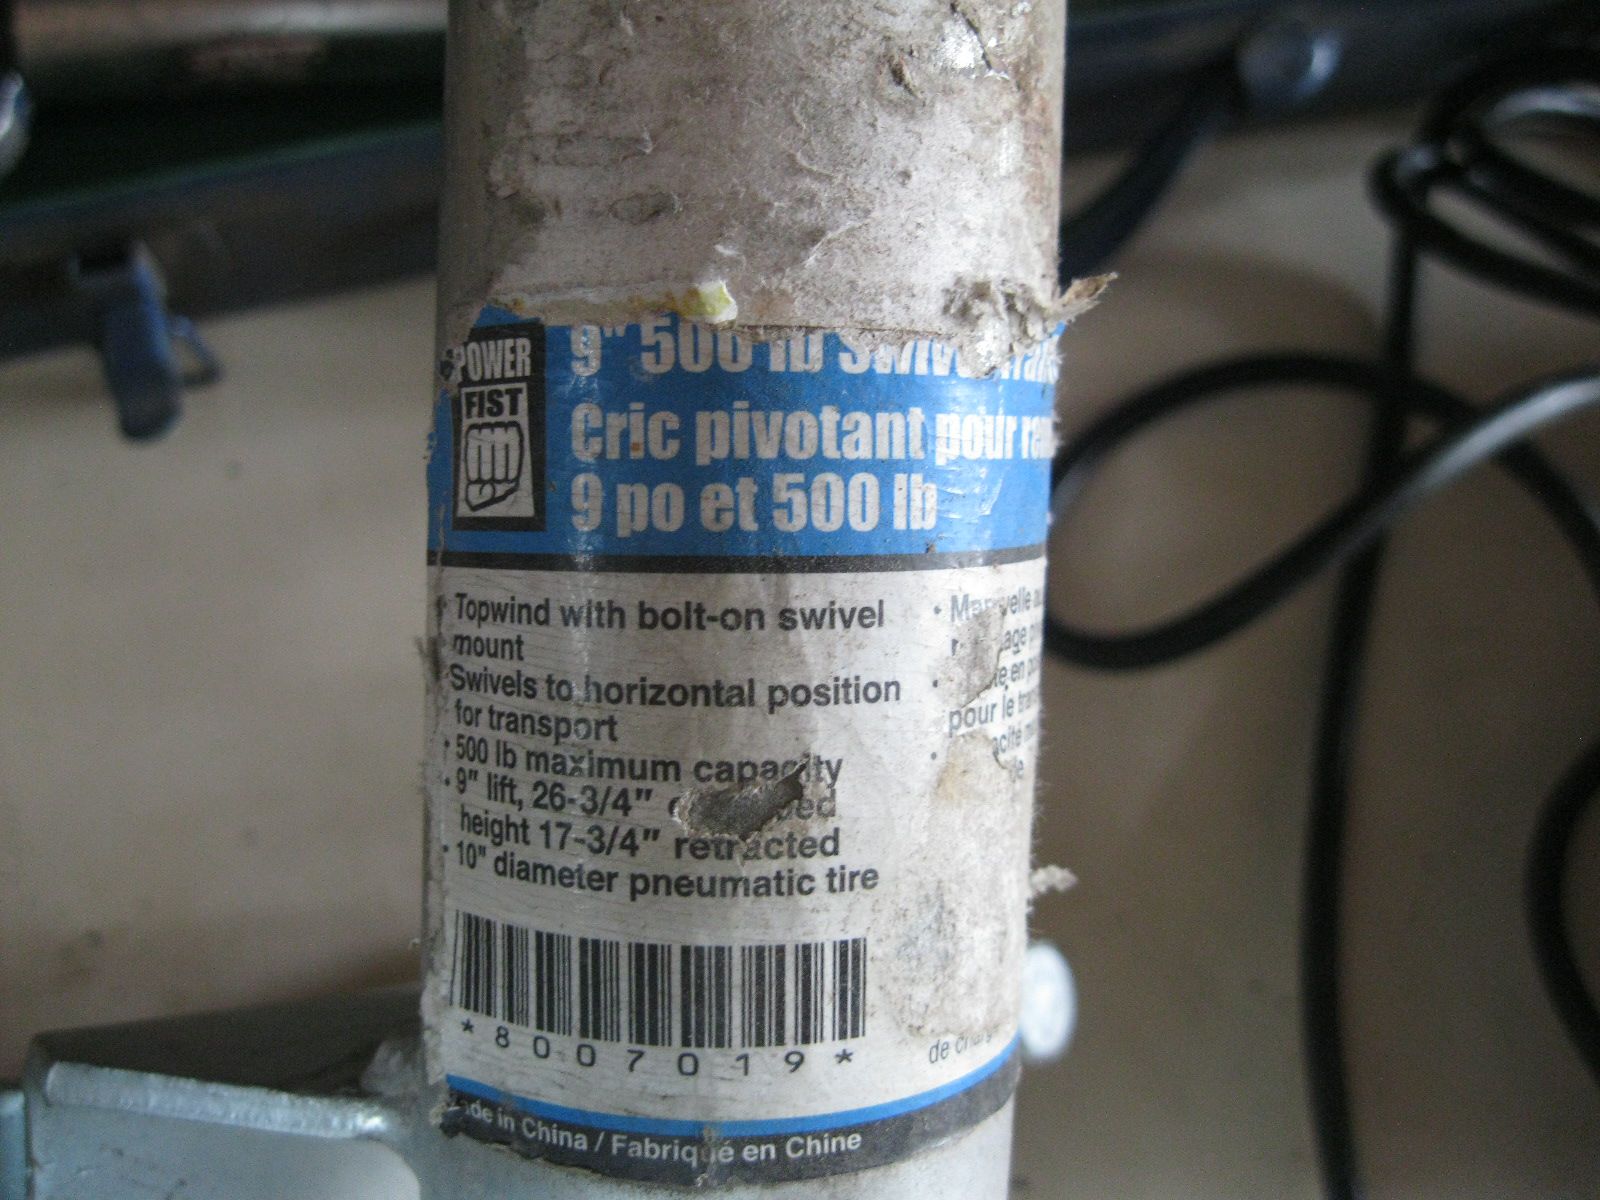 POWER
FIST
9" 500 lb Swivel
Cric pivotant pour
9 po et 500 lb
• Topwind with bolt-on swivel
mount
Swivels to horizontal position
for transport
• 500 lb maximum capacity
• 9" lift, 26-3/4"
height 17-3/4" retracted
• 10" diameter pneumatic tire
*8007019*
•
•
pour le
•
de
in China / Fabriqué en Chine